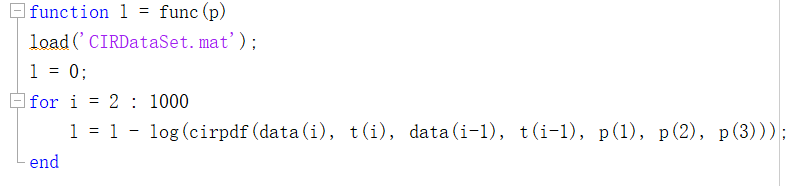 function l = func(p)
load('CIRDataSet.mat');
l = 0;
for i = 2 : 1000
    l = l - log(cirpdf(data(i), t(i), data(i-1), t(i-1), p(1), p(2), p(3)));
end